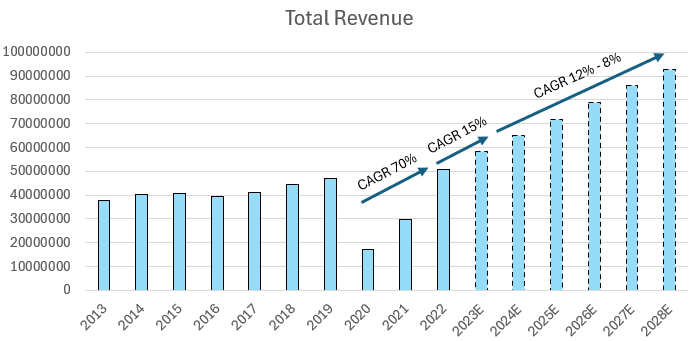 Total Revenue
100000000
90000000
80000000
70000000
60000000
50000000
40000000
30000000
20000000
10000000
0
CAGR 70%
CAGR 15%
CAGR 12% - 8%
2013
2014
2015
2016
2017
2018
2019
2020
2021
2022
2023E
2024E
2025E
2026E
2027E
2028E